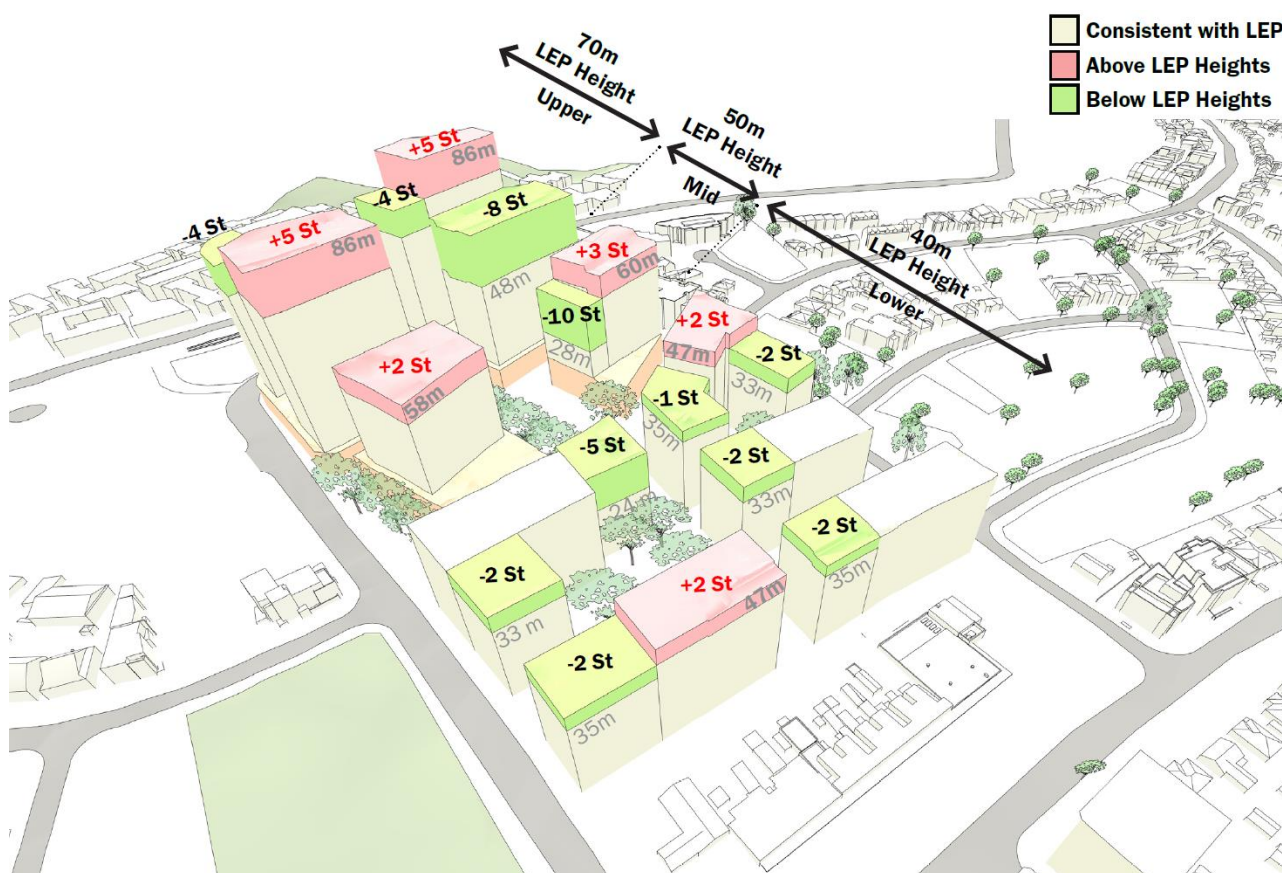 Consistent with LEP
Above LEP Heights
Below LEP Heights
70m
LEP Height
Upper
50m
LEP Height
Mid
40m
LEP Height
Lower
+5 St
86m
-4 St
-4 St
+5 St
86m
-8 St
48m
+3 St
60m
-10 St
28m
+2 St
47m
-2 St
33m
+2 St
58m
-1 St
35m
-5 St
24 m
-2 St
33m
-2 St
35m
-2 St
33 m
+2 St
47m
-2 St
35m